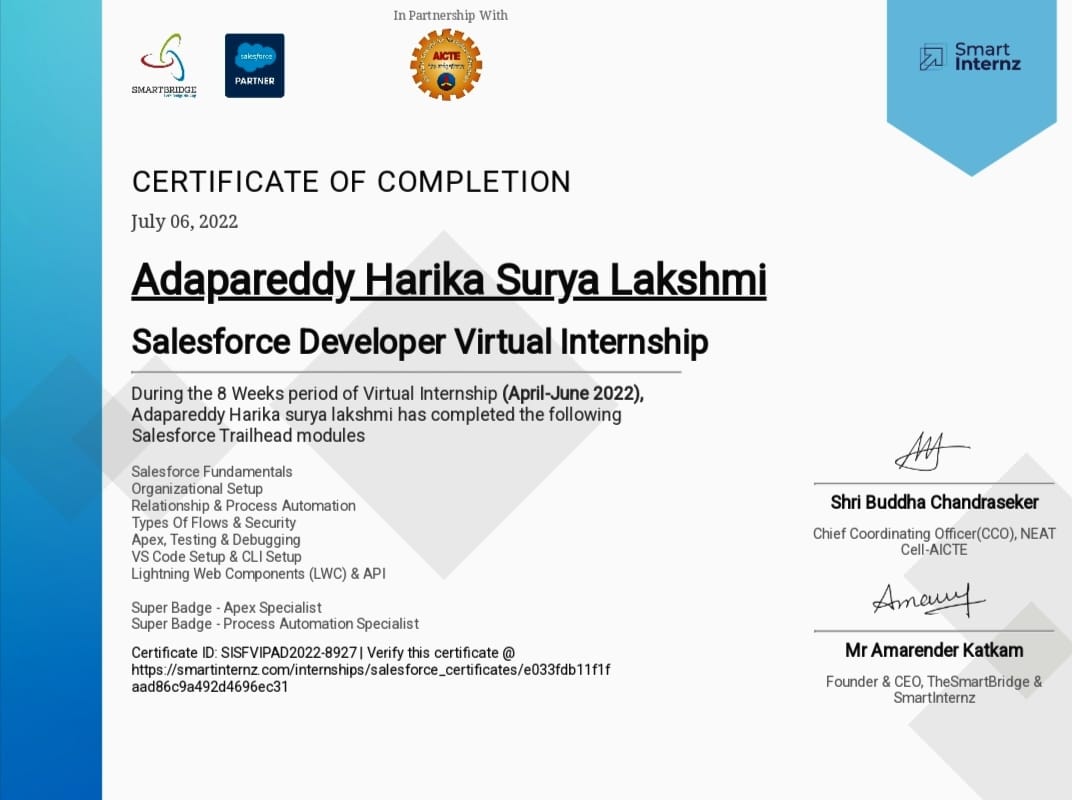 In Partnership With
SMARTBRIDGE
salesforce
PARTNER
AICTE
Smart
Internz
CERTIFICATE OF COMPLETION
July 06, 2022
Adapareddy Harika Surya Lakshmi
Salesforce Developer Virtual Internship
During the 8 Weeks period of Virtual Internship (April-June 2022),
Adapareddy Harika surya lakshmi has completed the following
Salesforce Trailhead modules
Salesforce Fundamentals
Organizational Setup
Relationship & Process Automation
Types Of Flows & Security
Apex, Testing & Debugging
VS Code Setup & CLI Setup
Lightning Web Components (LWC) & API
Super Badge - Apex Specialist
Super Badge - Process Automation Specialist
Certificate ID: SISFVIPAD2022-8927 | Verify this certificate @
https://smartinternz.com/internships/salesforce_certificates/e033fdb11f1f
aad86c9a492d4696ec31
Shri Buddha Chandraseker
Chief Coordinating Officer(CCO), NEAT
Cell-AICTE
Amaren
Mr Amarender Katkam
Founder & CEO, TheSmartBridge &
SmartInternz